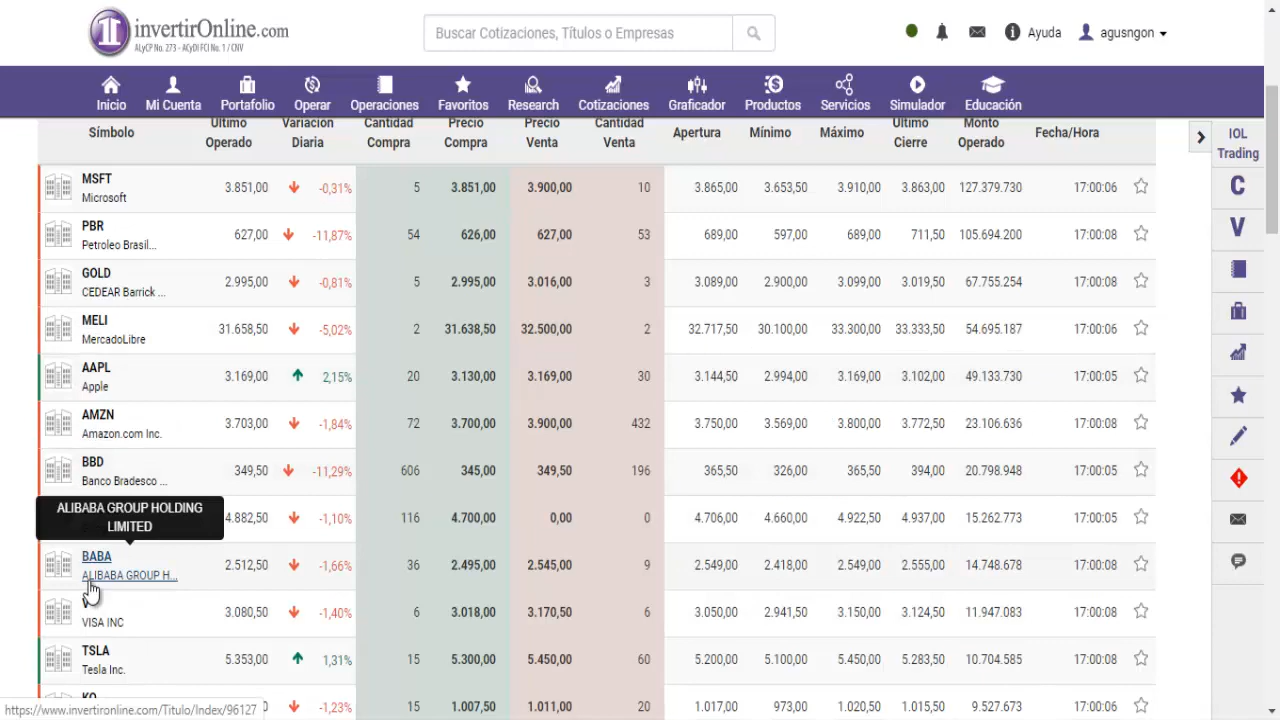 invertirOnline.com
ALyCP No. 273 - ACyDI FCI No. 1 / CNV
Buscar Cotizaciones, Títulos o Empresas
Ayuda
agusngon
Inicio Mi Cuenta Portafolio Operar Operaciones Favoritos Research Cotizaciones Graficador Productos Servicios Simulador Educación
Símbolo Último Operado Variación Diaria Cantidad Compra Precio Compra Precio Venta Cantidad Venta Apertura Mínimo Máximo Último Cierre Monto Operado Fecha/Hora
IOL
Trading
C
V
MSFT
Microsoft
3.851,00 -0,31% 5 3.851,00 3.900,00 10 3.865,00 3.653,50 3.910,00 3.863,00 127.379.730 17:00:06
PBR
Petroleo Brasil...
627,00 -11,87% 54 626,00 627,00 53 689,00 597,00 689,00 711,50 105.694.200 17:00:08
GOLD
CEDEAR Barrick ...
2.995,00 -0,81% 5 2.995,00 3.016,00 3 3.089,00 2.900,00 3.099,00 3.019,50 67.755.254 17:00:08
MELI
MercadoLibre
31.658,50 -5,02% 2 31.638,50 32.500,00 2 32.717,50 30.100,00 33.300,00 33.333,50 54.695.187 17:00:06
AAPL
Apple
3.169,00 2,15% 20 3.130,00 3.169,00 30 3.144,50 2.994,00 3.169,00 3.102,00 49.133.730 17:00:05
AMZN
Amazon.com Inc.
3.703,00 -1,84% 72 3.700,00 3.900,00 432 3.750,00 3.569,00 3.800,00 3.772,50 23.106.636 17:00:06
BBD
Banco Bradesco ...
349,50 -11,29% 606 345,00 349,50 196 365,50 326,00 365,50 394,00 20.798.948 17:00:05
ALIBABA GROUP HOLDING
LIMITED
4.882,50 -1,10% 116 4.700,00 0,00 0 4.706,00 4.660,00 4.922,50 4.937,00 15.262.773 17:00:05
BABA
ALIBABA GROUP H...
2.512,50 -1,66% 36 2.495,00 2.545,00 9 2.549,00 2.418,00 2.549,00 2.555,00 14.748.678 17:00:08
V
VISA INC
3.080,50 -1,40% 6 3.018,00 3.170,50 6 3.050,00 2.941,50 3.150,00 3.124,50 11.947.083 17:00:08
TSLA
Tesla Inc.
5.353,00 1,31% 15 5.300,00 5.450,00 60 5.200,00 5.100,00 5.450,00 5.283,50 10.704.585 17:00:08
KO
-1,23% 15 1.007,50 1.011,00 20 1.017,00 973,00 1.020,50 1.015,50 9.527.673 17:00:06
https://www.invertironline.com/Titulo/Index/96127